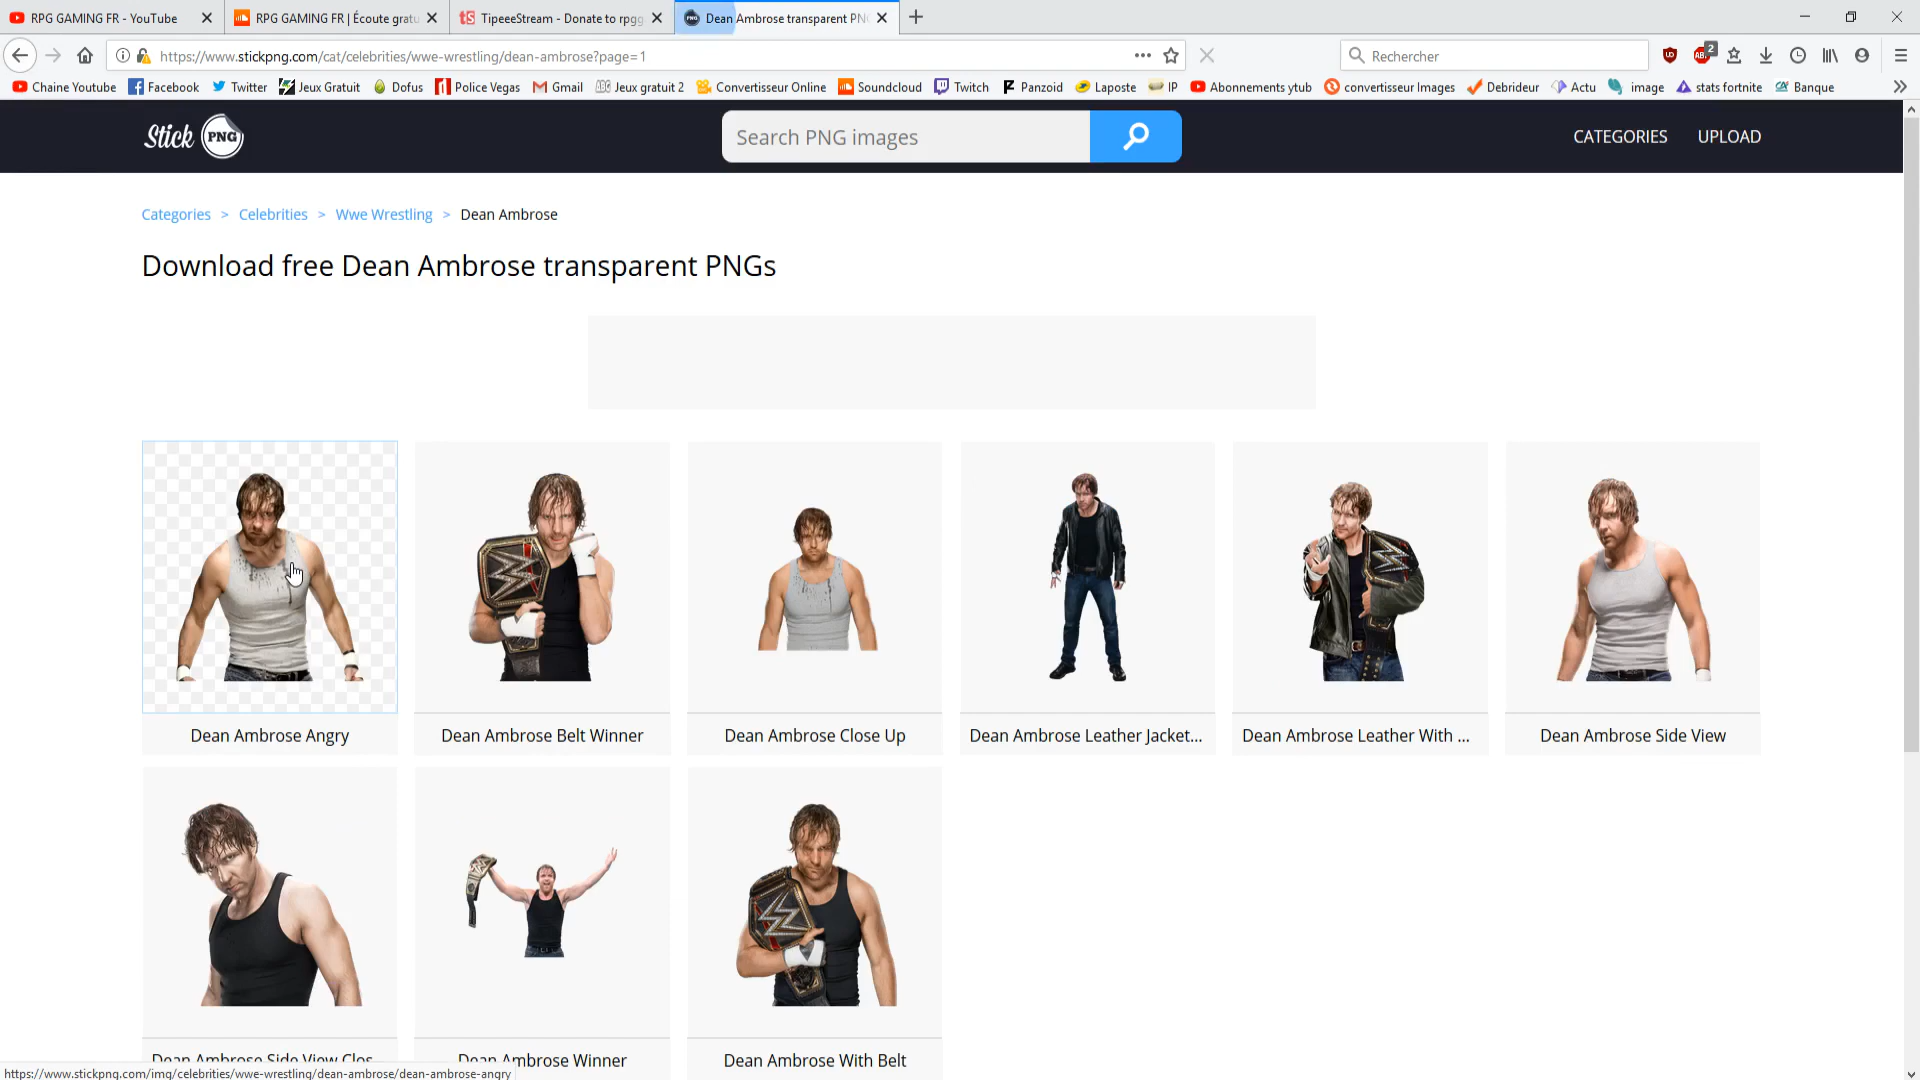 RPG GAMING FR - YouTube
RPG GAMING FR | Écoute gratu
TipeeeStream - Donate to rpgg
Dean Ambrose transparent PN
https://www.stickpng.com/cat/celebrities/wwe-wrestling/dean-ambrose?page=1
Rechercher
2
Chaine Youtube Facebook Twitter Jeux Gratuit Dofus Police Vegas Gmail Jeux gratuit 2 Convertisseur Online Soundcloud Twitch Panzoid Laposte IP Abonnements ytub convertisseur Images Debrideur Actu image stats fortnite Banque
Stick PNG
Search PNG images
CATEGORIES UPLOAD
Categories > Celebrities > Wwe Wrestling > Dean Ambrose
Download free Dean Ambrose transparent PNGs
Dean Ambrose Angry
Dean Ambrose Belt Winner
Dean Ambrose Close Up
Dean Ambrose Leather Jacket...
Dean Ambrose Leather With ...
Dean Ambrose Side View
Dean Ambrose Side View Clos...
Dean Ambrose Winner
Dean Ambrose With Belt
https://www.stickpng.com/img/celebrities/wwe-wrestling/dean-ambrose/dean-ambrose-angry